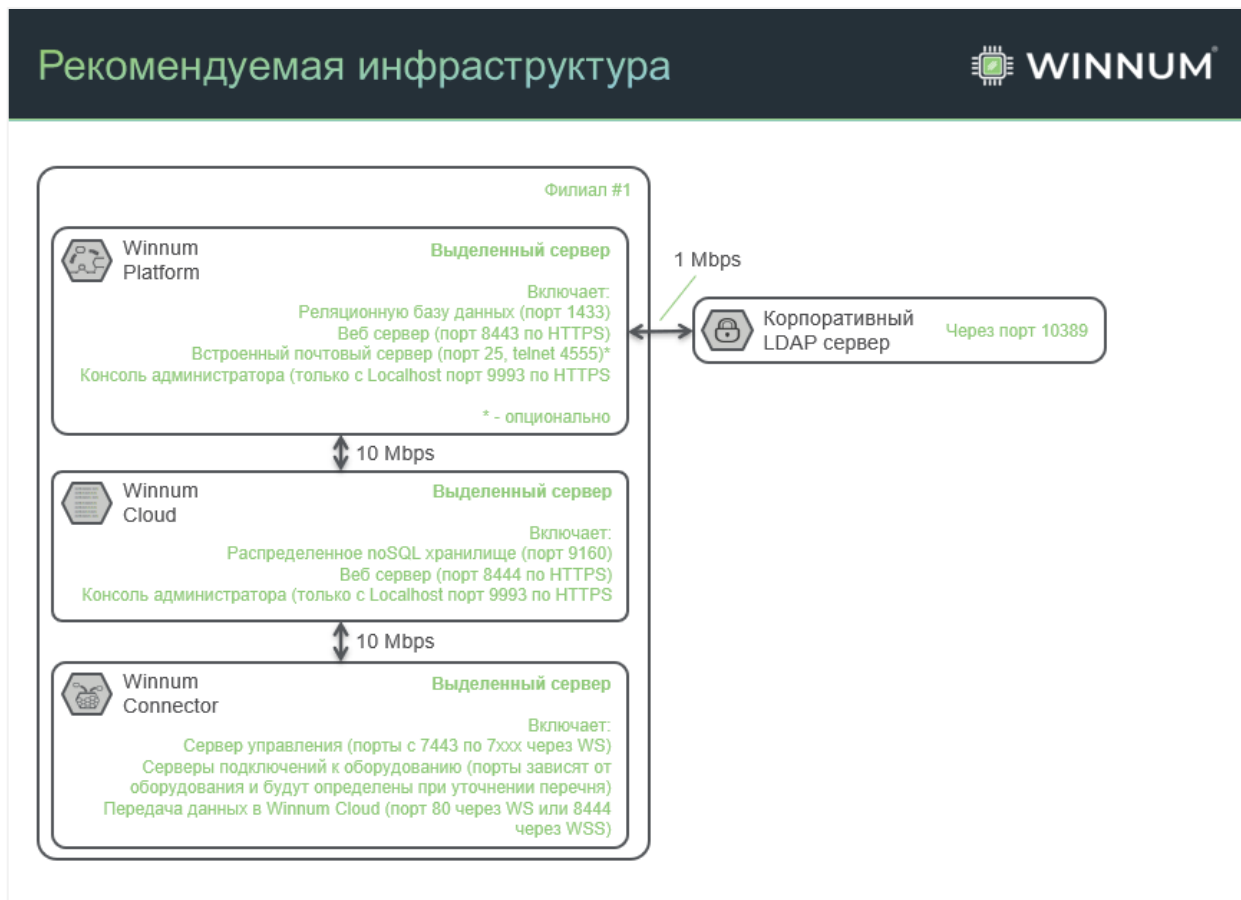 Рекомендуемая инфраструктура
WINNUM®
Филиал #1
Winnum
Platform
Выделенный сервер
Включает:
Реляционную базу данных (порт 1433)
Веб сервер (порт 8443 по HTTPS)
Встроенный почтовый сервер (порт 25, telnet 4555)*
Консоль администратора (только с Localhost порт 9993 по HTTPS
* - опционально
1 Mbps
Корпоративный
LDAP сервер
Через порт 10389
10 Mbps
Winnum
Cloud
Выделенный сервер
Включает:
Распределенное noSQL хранилище (порт 9160)
Веб сервер (порт 8444 по HTTPS)
Консоль администратора (только с Localhost порт 9993 по HTTPS
10 Mbps
Winnum
Connector
Выделенный сервер
Включает:
Сервер управления (порты с 7443 по 7xxx через WS)
Серверы подключений к оборудованию (порты зависят от
оборудования и будут определены при уточнении перечня)
Передача данных в Winnum Cloud (порт 80 через WS или 8444
через WSS)